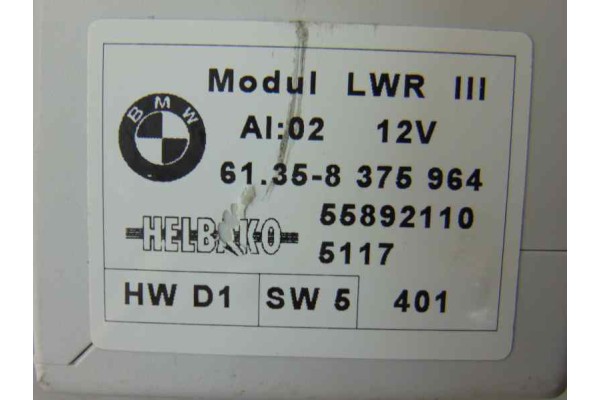 Modul LWR III
BMW
AI:02 12V
61.35-8 375 964
55892110
HELBAKO
5117
HW D1 SW 5 401